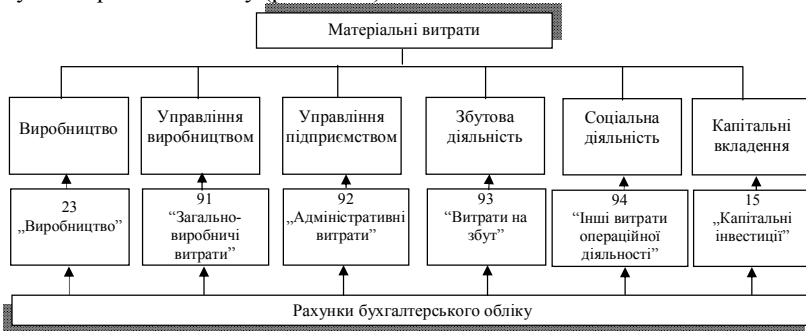 Матеріальні витрати
Виробництво
Управління
виробництвом
Управління
підприємством
Збутова
діяльність
Соціальна
діяльність
Капітальні
вкладення
23
„Виробництво”
91
“Загально-
виробничі
витрати”
92
„Адміністративні
витрати”
93
“Витрати на
збут”
94
“Інші витрати
операційної
діяльності”
15
„Капітальні
інвестиції”
Рахунки бухгалтерського обліку